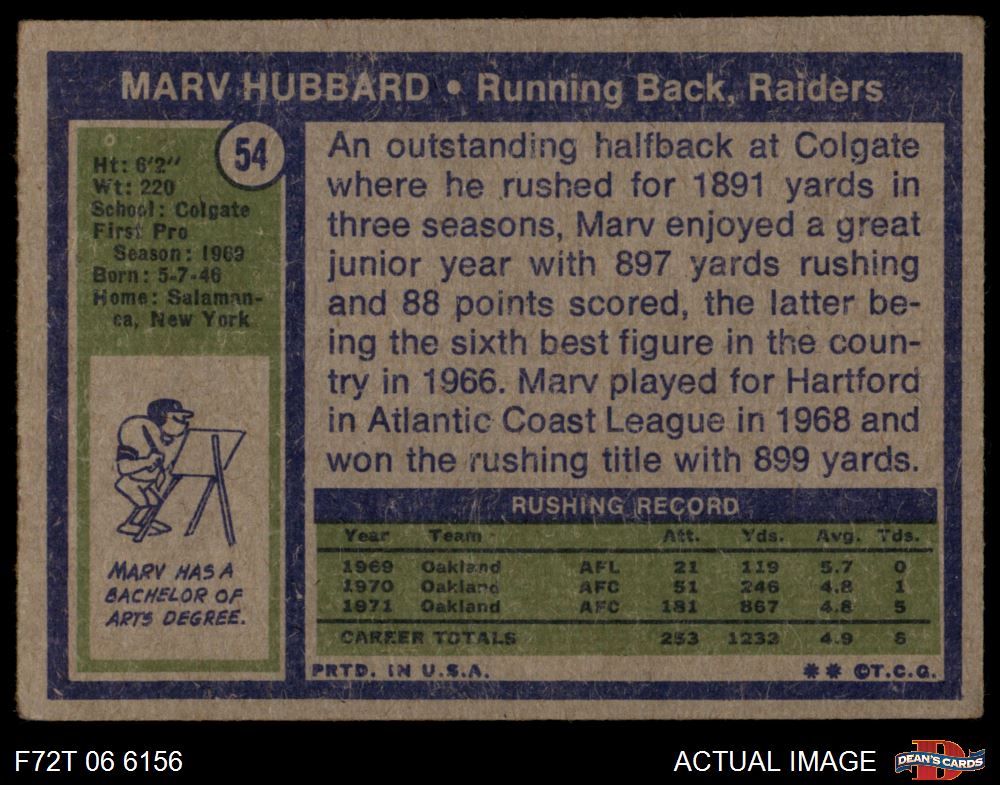 MARV HUBBARD • Running Back, Raiders
54
Ht: 6'2''
Wt: 220
School: Colgate
First Pro
Season: 1969
Born: 5-7-46
Home: Salaman-
ca, New York
MARV HAS A
BACHELOR OF
ARTS DEGREE.
An outstanding halfback at Colgate
where he rushed for 1891 yards in
three seasons, Marv enjoyed a great
junior year with 897 yards rushing
and 88 points scored, the latter be-
ing the sixth best figure in the coun-
try in 1966. Marv played for Hartford
in Atlantic Coast League in 1968 and
won the rushing title with 899 yards.
RUSHING RECORD
Year Team Att. Yds. Avg. Tds.
1969 Oakland AFL 21 119 5.7 0
1970 Oakland AFC 51 246 4.8 1
1971 Oakland AFC 181 867 4.8 5
CAREER TOTALS 253 1232 4.9 6
PRTD. IN U.S.A. ** ©T.C.G.
F72T 06 6156
ACTUAL IMAGE
DEAN'S CARDS